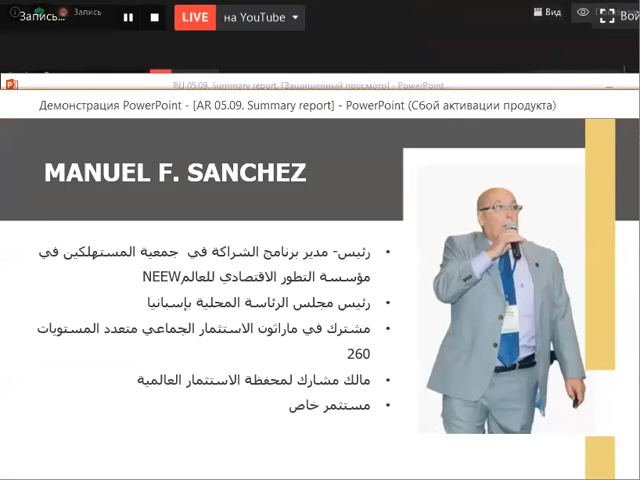 Запись...
Запись
LIVE на YouTube
Вид
Вой
RU 05.09. Summary report. [Защищенный просмотр] - PowerPoint
Демонстрация PowerPoint - [AR 05.09. Summary report] - PowerPoint (Сбой активации продукта)
MANUEL F. SANCHEZ
• رئيس- مدير برنامج الشراكة في جمعية المستهلكين في
مؤسسة التطور الاقتصادي للعالمNEEW
• رئيس مجلس الرئاسة المحلية بإسبانيا
• مشترك في ماراثون الاستثمار الجماعي متعدد المستويات
260
• مالك مشارك لمحفظة الاستثمار العالمية
• مستثمر خاص